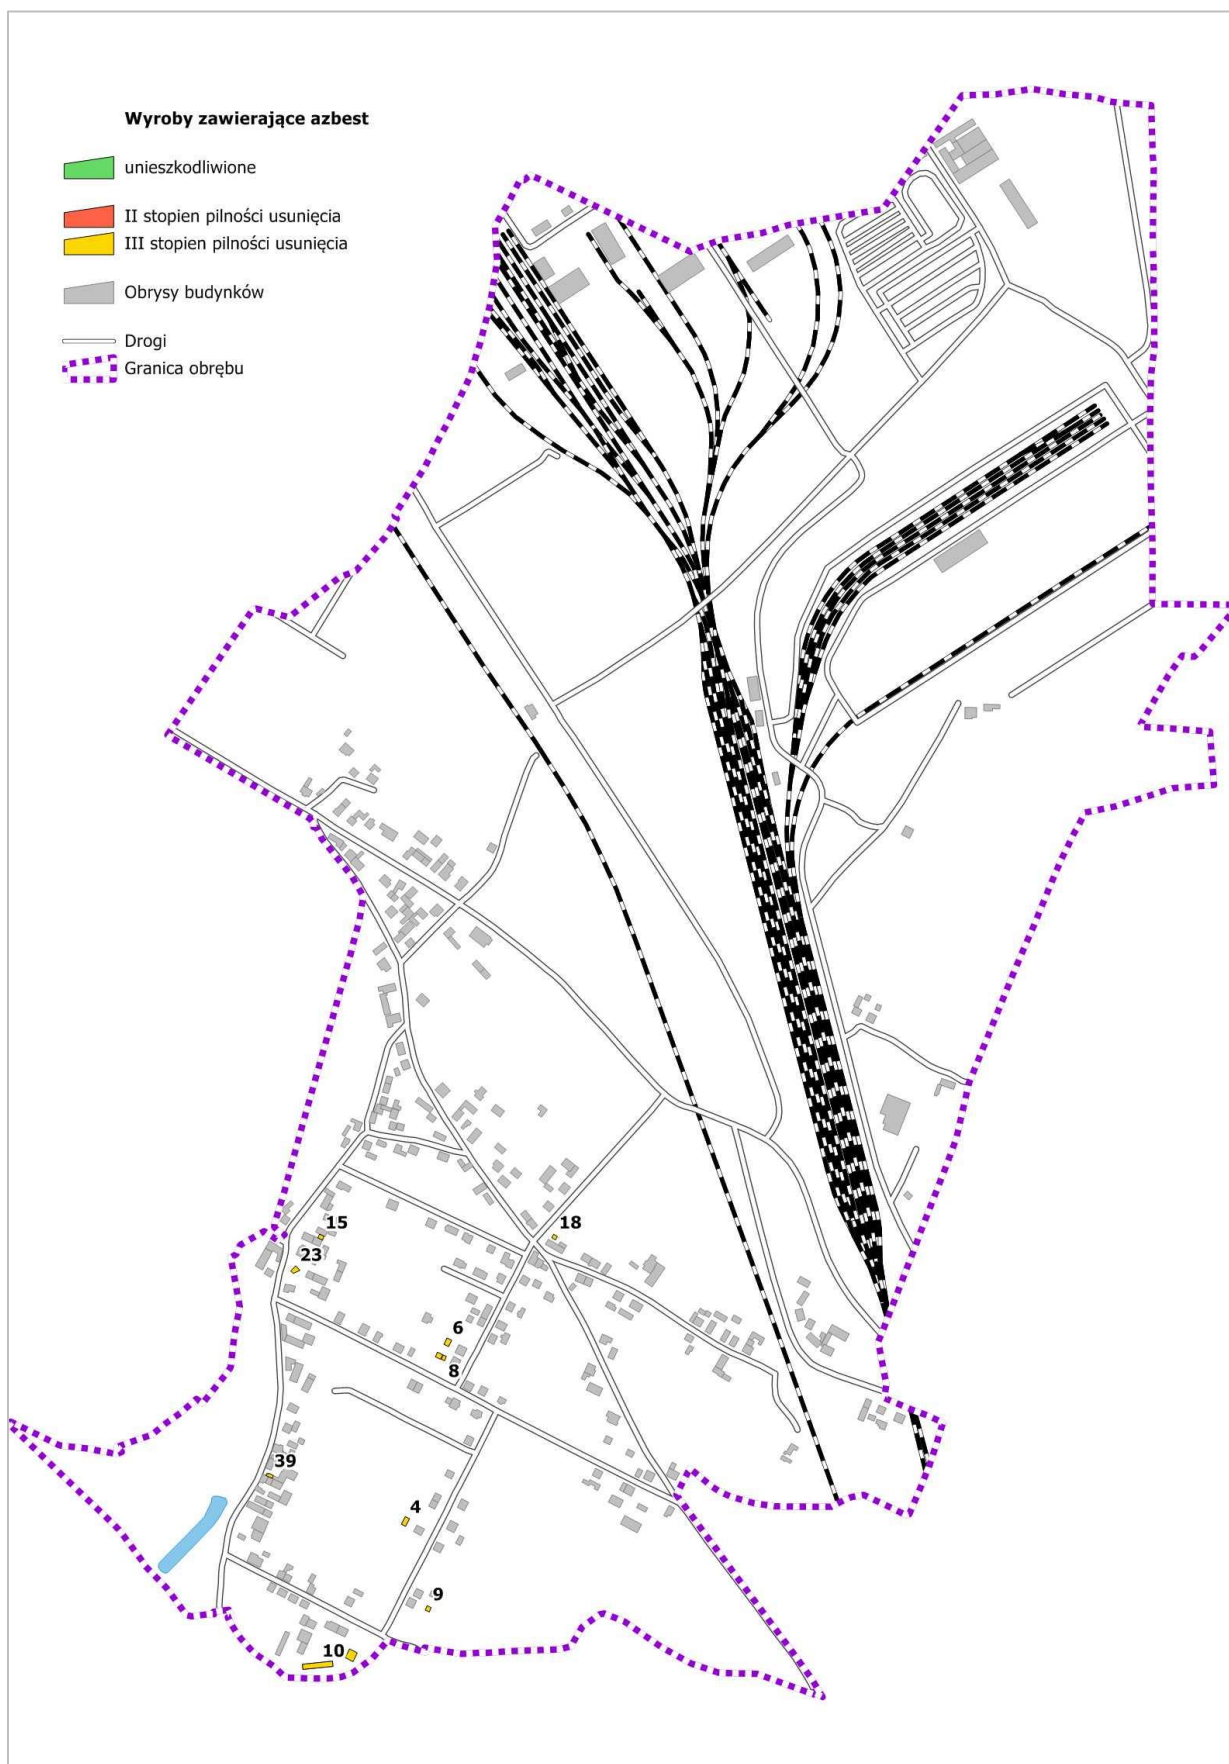 Wyroby zawierające azbest
unieszkodliwione
II stopien pilności usunięcia
III stopien pilności usunięcia
Obrysy budynków
Drogi
Granica obrębu
15
18
23
6
8
39
4
9
10